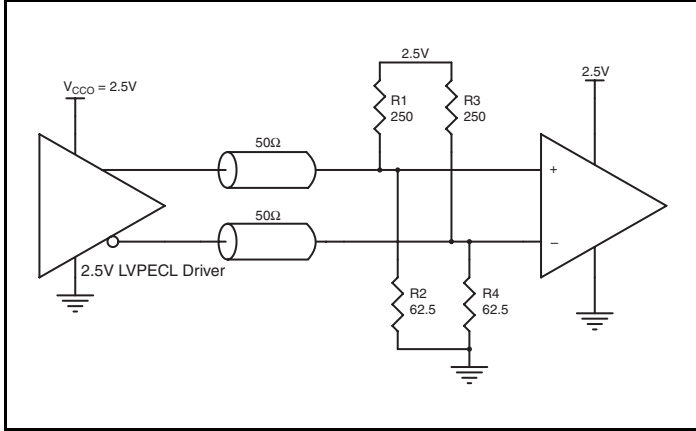 2.5V
V_CCO = 2.5V
2.5V
R1
250
R3
250
50Ω
+
50Ω
–
2.5V LVPECL Driver
R2
62.5
R4
62.5